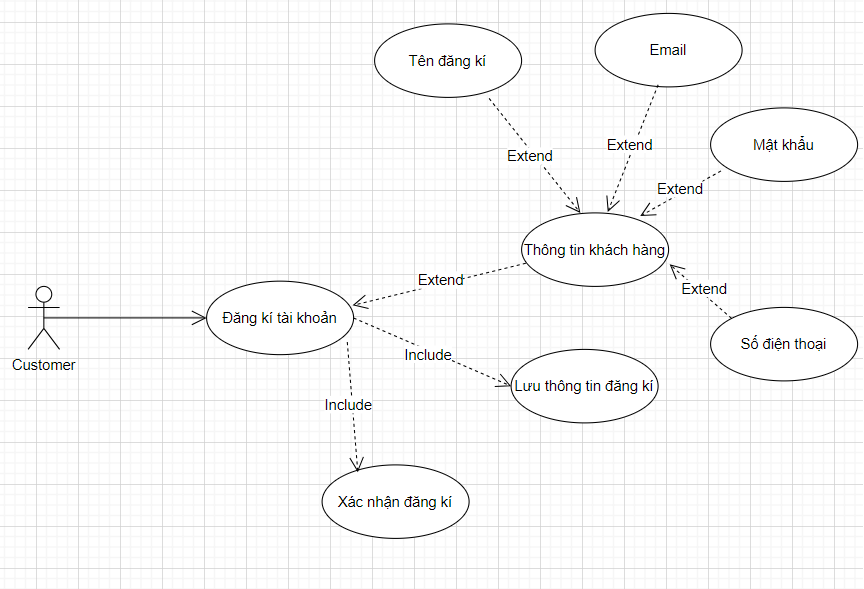 Tên đăng kí
Email
Extend
Extend
Mật khẩu
Extend
Thông tin khách hàng
Extend
Extend
Đăng kí tài khoản
Số điện thoại
Customer
Include
Lưu thông tin đăng kí
Include
Xác nhận đăng kí